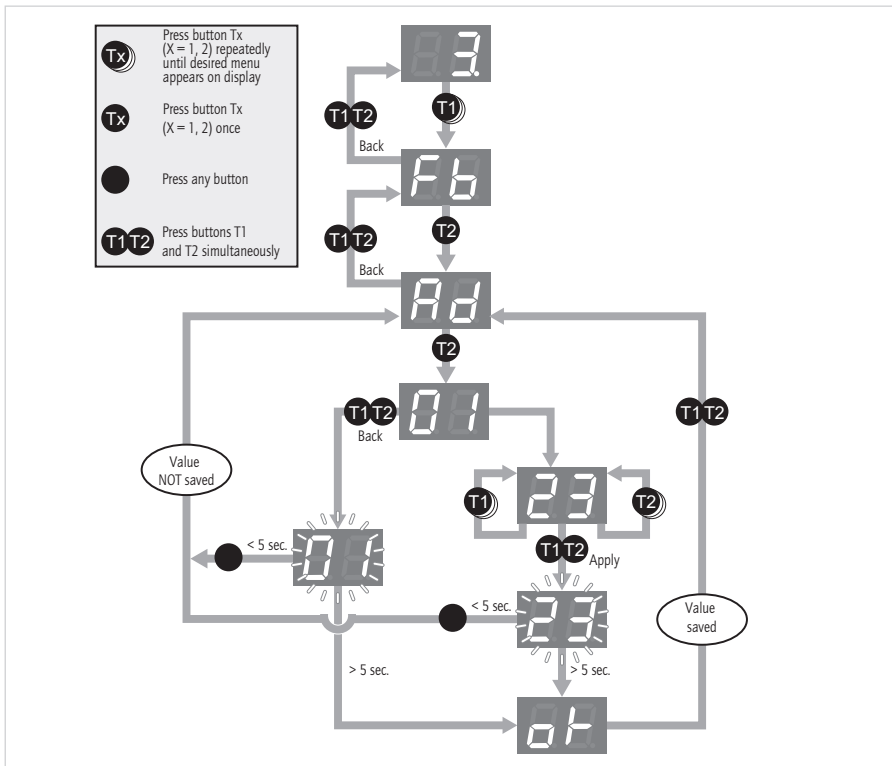 Tx
Press button Tx
(X = 1, 2) repeatedly
until desired menu
appears on display
Tx
Press button Tx
(X = 1, 2) once
Press any button
T1 T2
Press buttons T1
and T2 simultaneously
3.
T1
T1 T2
Back
Fb
T2
T1 T2
Back
Ad
T2
01
T1 T2
Back
23
T1
T2
T1 T2
Apply
Value
NOT saved
01
< 5 sec.
23
< 5 sec.
> 5 sec.
> 5 sec.
ok
T1 T2
Value
saved